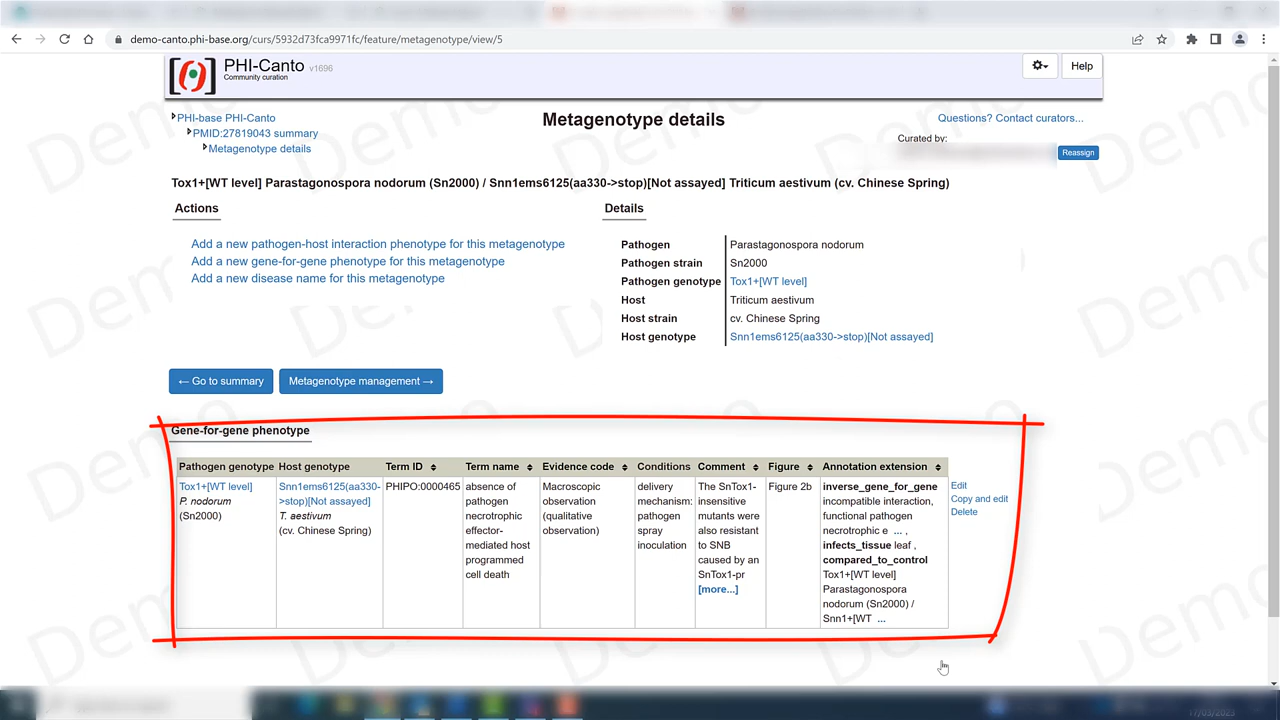 demo-canto.phi-base.org/curs/5932d73fca9971fc/feature/metagenotype/view/5
PHI-Canto v1696
Community curation
Help
PHI-base PHI-Canto
PMID:27819043 summary
Metagenotype details
Metagenotype details
Questions? Contact curators...
Curated by:
Reassign
Tox1+[WT level] Parastagonospora nodorum (Sn2000) / Snn1ems6125(aa330->stop)[Not assayed] Triticum aestivum (cv. Chinese Spring)
Actions
Add a new pathogen-host interaction phenotype for this metagenotype
Add a new gene-for-gene phenotype for this metagenotype
Add a new disease name for this metagenotype
Details
Pathogen Parastagonospora nodorum
Pathogen strain Sn2000
Pathogen genotype Tox1+[WT level]
Host Triticum aestivum
Host strain cv. Chinese Spring
Host genotype Snn1ems6125(aa330->stop)[Not assayed]
← Go to summary
Metagenotype management →
Gene-for-gene phenotype
Pathogen genotype Host genotype Term ID Term name Evidence code Conditions Comment Figure Annotation extension
Tox1+[WT level]
P. nodorum
(Sn2000)
Snn1ems6125(aa330-
>stop)[Not assayed]
T. aestivum
(cv. Chinese Spring)
PHIPO:0000465
absence of
pathogen
necrotrophic
effector-
mediated host
programmed
cell death
Macroscopic
observation
(qualitative
observation)
delivery
mechanism:
pathogen
spray
inoculation
The SnTox1-
insensitive
mutants were
also resistant
to SNB
caused by an
SnTox1-pr
[more...]
Figure 2b
inverse_gene_for_gene
incompatible interaction,
functional pathogen
necrotrophic e ... ,
infects_tissue leaf ,
compared_to_control
Tox1+[WT level]
Parastagonospora
nodorum (Sn2000) /
Snn1+[WT ...
Edit
Copy and edit
Delete
Demo
Demo
Demo
Demo
Demo
Demo
17/03/2023